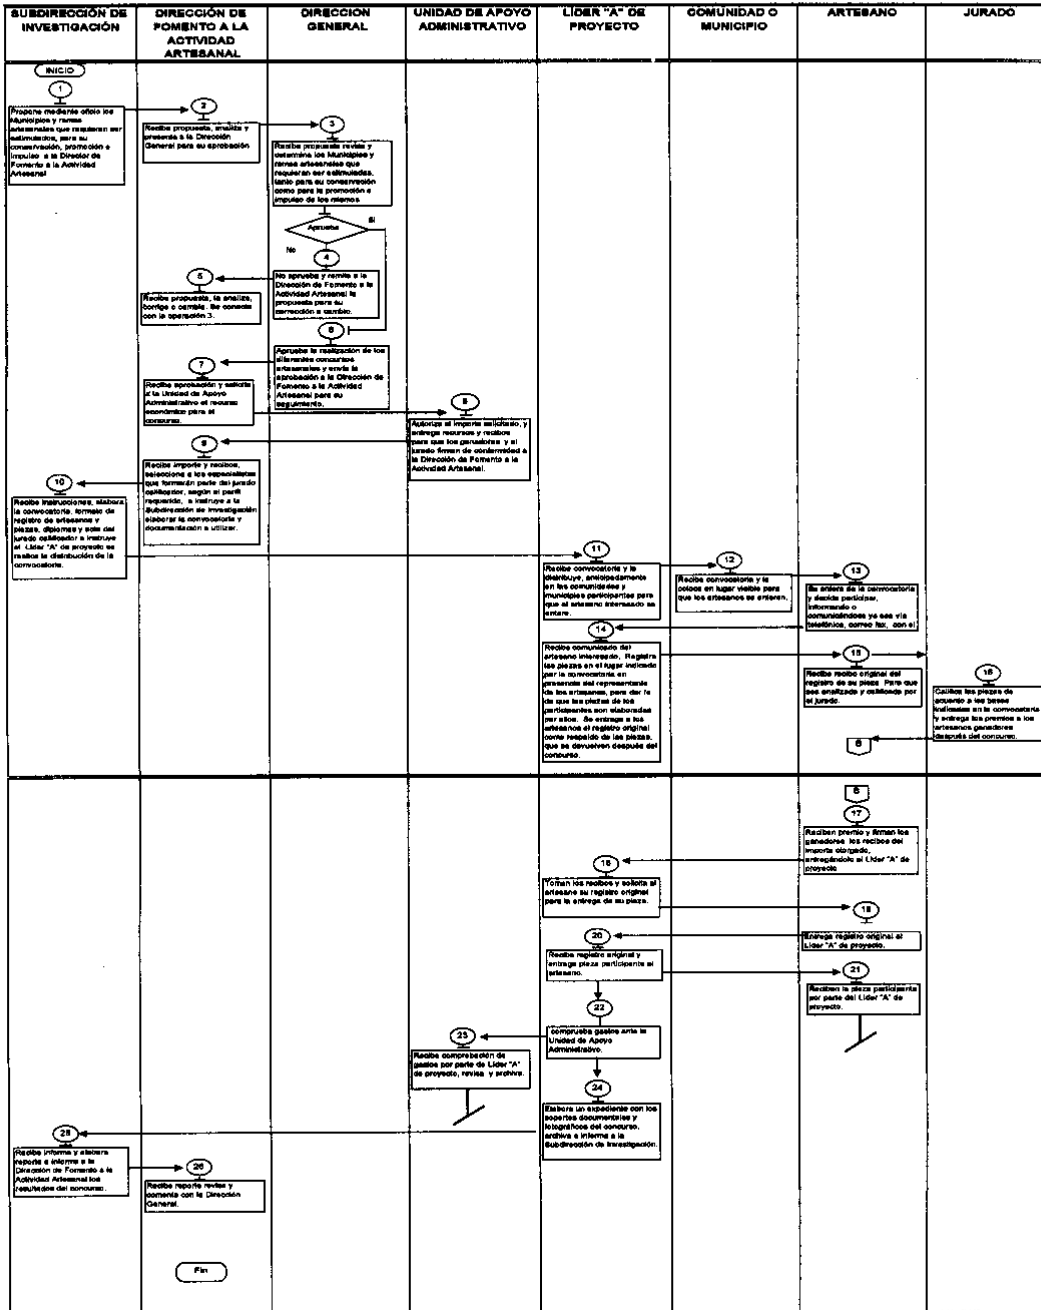 SUBDIRECCIÓN DE
INVESTIGACIÓN
DIRECCIÓN DE
FOMENTO A LA
ACTIVIDAD
ARTESANAL
DIRECCION
GENERAL
UNIDAD DE APOYO
ADMINISTRATIVO
LÍDER "A" DE
PROYECTO
COMUNIDAD O
MUNICIPIO
ARTESANO
JURADO
INICIO
1
Propone mediante oficio los
Municipios y ramas
artesanales que requieran ser
estimulados, para su
conservación, promoción e
impulso a la Director de
Fomento a la Actividad
Artesanal
2
Recibe propuesta, analiza y
presenta a la Dirección
General para su aprobación
3
Recibe propuesta revisa y
determina los Municipios y
ramas artesanales que
requieran ser estimuladas,
tanto para su conservación
como para la promoción e
impulso de los mismos
Aprueba
Si
No
4
No aprueba y remite a la
Dirección de Fomento a la
Actividad Artesanal la
propuesta para su
corrección o cambio.
5
Recibe propuesta, la analiza,
corrige o cambia. Se conecta
con la operación 3.
6
Aprueba la realización de los
diferentes concursos
artesanales y envía la
aprobación a la Dirección de
Fomento a la Actividad
Artesanal para su
seguimiento.
7
Recibe aprobación y solicita
a la Unidad de Apoyo
Administrativo el recurso
económico para el
concurso.
8
Autoriza el importe solicitado, y
entrega recursos y recibos
para que los ganadores y el
jurado firmen de conformidad a
la Dirección de Fomento a la
Actividad Artesanal.
9
Recibe importe y recibos,
selecciona a los especialistas
que formarán parte del jurado
calificador, según el perfil
requerido, e instruye a la
Subdirección de Investigación
elaborar la convocatoria y
documentación a utilizar.
10
Recibe instrucciones, elabora
la convocatoria, formato de
registro de artesanos y
piezas, diplomas y acta del
jurado calificador e instruye
al Líder "A" de proyecto se
realice la distribución de la
convocatoria.
11
Recibe convocatoria y la
distribuye, anticipadamente
en las comunidades y
municipios participantes para
que el artesano interesado se
entere.
12
Recibe convocatoria y la
coloca en lugar visible para
que los artesanos se enteren.
13
Se entera de la convocatoria
y decide participar,
informando o
comunicándose ya sea vía
telefónica, correo fax, con el
14
Recibe comunicado del
artesano interesado, Registra
las piezas en el lugar indicado
por la convocatoria en
presencia del representante
de los artesanos, para dar fe
de que las piezas de los
participantes son elaboradas
por ellos. Se entrega a los
artesanos el registro original
como respaldo de las piezas,
que se devuelven después del
concurso.
15
Recibe recibo original del
registro de su pieza Para que
sea analizada y calificada por
el jurado.
16
Califica las piezas de
acuerdo a las bases
indicadas en la convocatoria
y entrega los premios a los
artesanos ganadores
después del concurso.
17
Reciben premio y firman los
ganadores los recibos del
importe otorgado,
entregándolo al Líder "A" de
proyecto
18
Toman los recibos y solicita al
artesano su registro original
para la entrega de su pieza.
19
Entrega registro original al
Líder "A" de proyecto.
20
Recibe registro original y
entrega pieza participante al
artesano.
21
Reciben la pieza participante
por parte del Líder "A" de
proyecto.
22
comprueba gastos ante la
Unidad de Apoyo
Administrativo.
23
Recibe comprobación de
gastos por parte de Líder "A"
de proyecto, revisa y archiva.
24
Elabora un expediente con los
soportes documentales y
fotográficos del concurso,
archiva e informa a la
Subdirección de Investigación.
25
Recibe informe y elabora
reporte e informa a la
Dirección de Fomento a la
Actividad Artesanal los
resultados del concurso.
26
Recibe reporte revisa y
comenta con la Dirección
General.
Fin